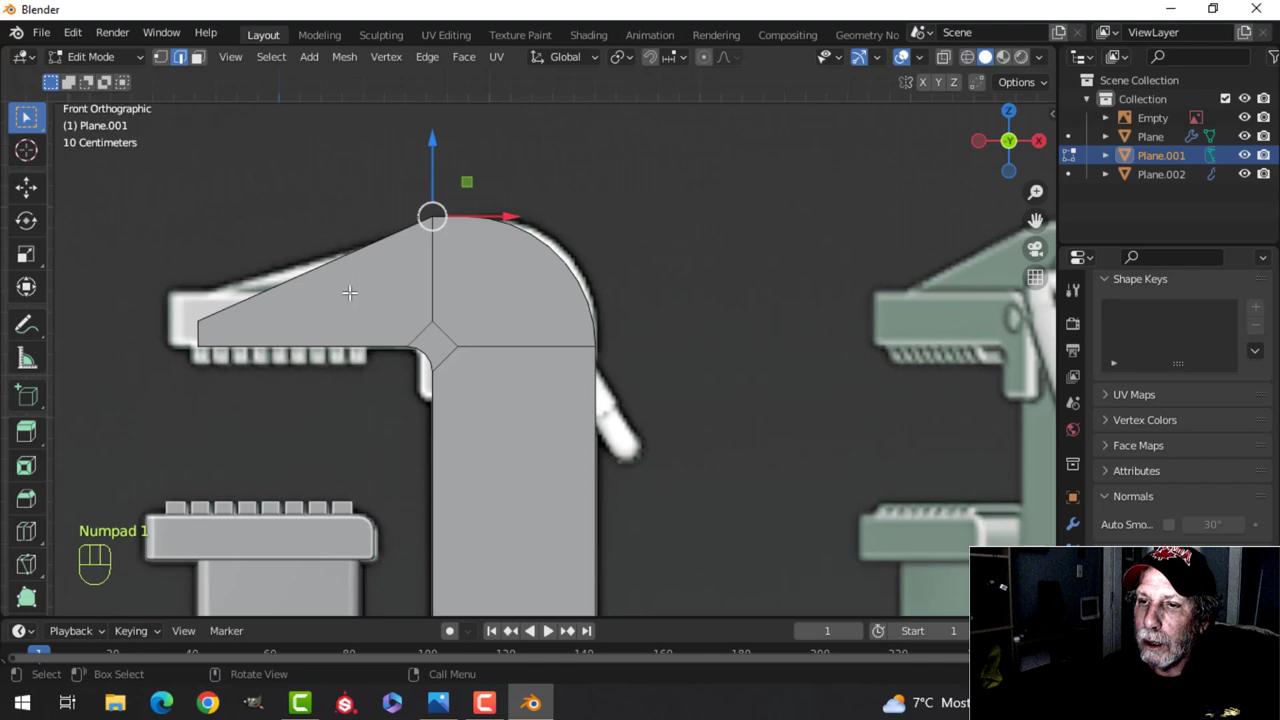 Blender
File Edit Render Window Help Layout Modeling Sculpting UV Editing Texture Paint Shading Animation Rendering Compositing Geometry No Scene ViewLayer
Edit Mode View Select Add Mesh Vertex Edge Face UV Global
X Y Z Options
Front Orthographic
(1) Plane.001
10 Centimeters
Z
Y
X
Scene Collection
Collection
Empty
Plane
Plane.001
Plane.002
Shape Keys
UV Maps
Vertex Colors
Face Maps
Attributes
Normals
Auto Smo... 30°
Numpad 1
Playback Keying View Marker 1 Start 1
Select Box Select Rotate View Call Menu
7°C Most